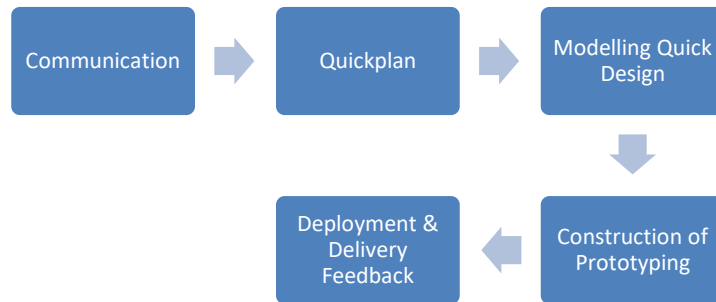 Communication
Quickplan
Modelling Quick
Design
Construction of
Prototyping
Deployment &
Delivery
Feedback